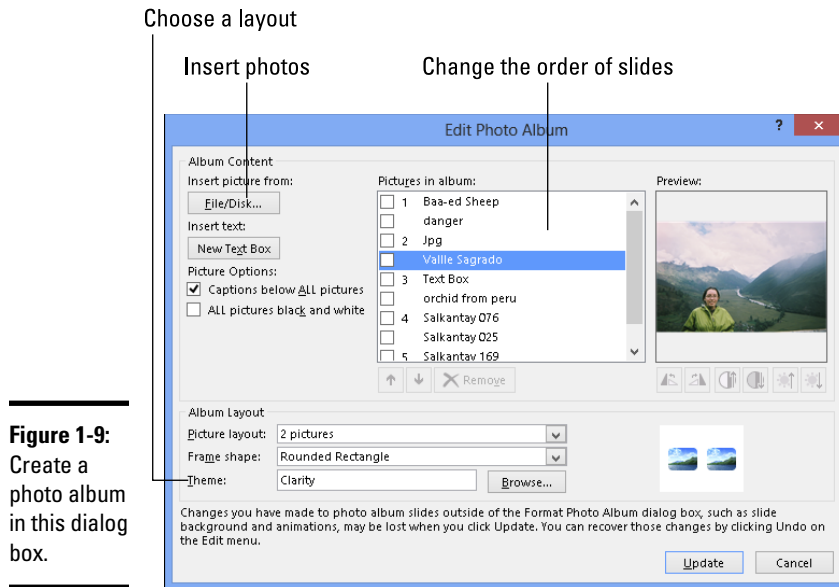 Choose a layout
Insert photos
Change the order of slides
Edit Photo Album
?
×
Album Content
Insert picture from:
File/Disk...
Insert text:
New Text Box
Picture Options:
Captions below ALL pictures
ALL pictures black and white
Pictures in album:
1 Baa-ed Sheep
danger
2 Jpg
Vallle Sagrado
3 Text Box
orchid from peru
4 Salkantay 076
Salkantay 025
5 Salkantay 169
Remove
Preview:
Album Layout
Picture layout: 2 pictures
Frame shape: Rounded Rectangle
Theme: Clarity
Browse...
Changes you have made to photo album slides outside of the Format Photo Album dialog box, such as slide
background and animations, may be lost when you click Update. You can recover those changes by clicking Undo on
the Edit menu.
Update
Cancel
Figure 1-9:
Create a
photo album
in this dialog
box.